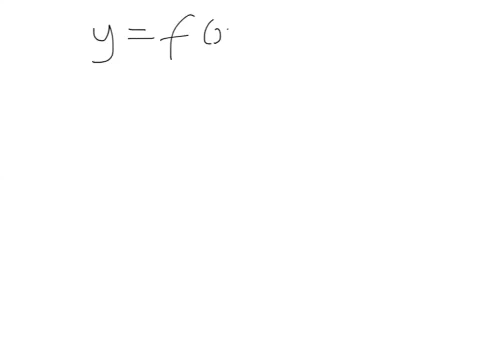 y = f (